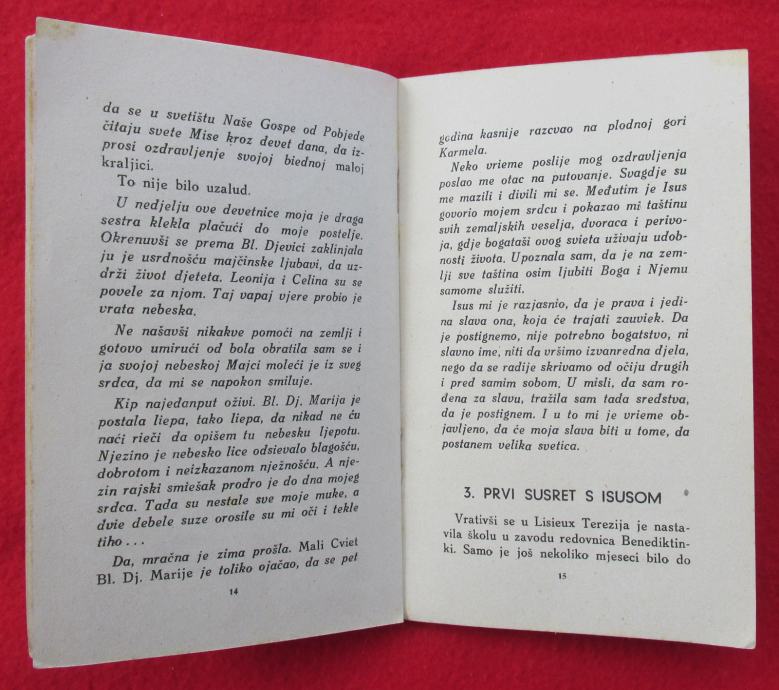 da se u svetištu Naše Gospe od Pobjede
čitaju svete Mise kroz devet dana, da iz-
prosi ozdravljenje svojoj biednoj maloj
kraljici.
To nije bilo uzalud.
U nedjelju ove devetnice moja je draga
sestra klekla plačući do moje postelje.
Okrenuvši se prema Bl. Djevici zaklinjala
ju je usrdnošću majčinske ljubavi, da uz-
drži život djeteta. Leonija i Celina su se
povele za njom. Taj vapaj vjere probio je
vrata nebeska.
Ne našavši nikakve pomoći na zemlji i
gotovo umirući od bola obratila sam se i
ja svojoj nebeskoj Majci moleći je iz sveg
srdca, da mi se napokon smiluje.
Kip najedanput oživi. Bl. Dj. Marija je
postala liepa, tako liepa, da nikad ne ću
naći rieči da opišem tu nebesku ljepotu.
Njezino je nebesko lice odsievalo blagošću,
dobrotom i neizkazanom nježnošću. A nje-
zin rajski smiešak prodro je do dna mojeg
srdca. Tada su nestale sve moje muke, a
dvie debele suze orosile su mi oči i tekle
tiho...
Da, mračna je zima prošla. Mali Cviet
Bl. Dj. Marije je toliko ojačao, da se pet
14
godina kasnije razcvao na plodnoj gori
Karmela.
Neko vrieme poslije mog ozdravljenja
poslao me otac na putovanje. Svagdje su
me mazili i divili mi se. Međutim je Isus
govorio mojem srdcu i pokazao mi taštinu
svih zemaljskih veselja, dvoraca i perivo-
ja, gdje bogataši ovog svieta uživaju udob-
nosti života. Upoznala sam, da je na zem-
lji sve taština osim ljubiti Boga i Njemu
samome služiti.
Isus mi je razjasnio, da je prava i jedi-
na slava ona, koja će trajati zauviek. Da
je postignemo, nije potrebno bogatstvo, ni
slavno ime, niti da vršimo izvanredna djela,
nego da se radije skrivamo od očiju drugih
i pred samim sobom. U misli, da sam ro-
đena za slavu, tražila sam tada sredstva,
da je postignem. I u to mi je vrieme ob-
javljeno, da će moja slava biti u tome, da
postanem velika svetica.
3. PRVI SUSRET S ISUSOM
Vrativši se u Lisieux Terezija je nasta-
vila školu u zavodu redovnica Benediktin-
ki. Samo je još nekoliko mjeseci bilo do
15